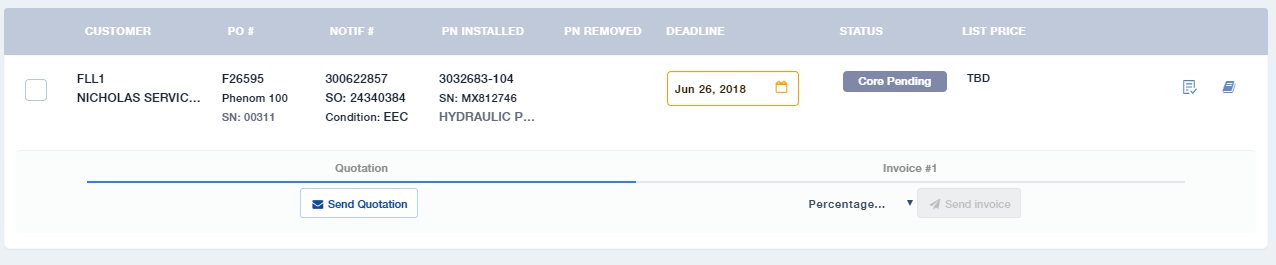 CUSTOMER PO # NOTIF # PN INSTALLED PN REMOVED DEADLINE STATUS LIST PRICE
FLL1 F26595 300622857 3032683-104 Jun 26, 2018 Core Pending TBD
NICHOLAS SERVIC... Phenom 100 SO: 24340384 SN: MX812746
SN: 00311 Condition: EEC HYDRAULIC P...
Quotation Invoice #1
Send Quotation Percentage... Send invoice